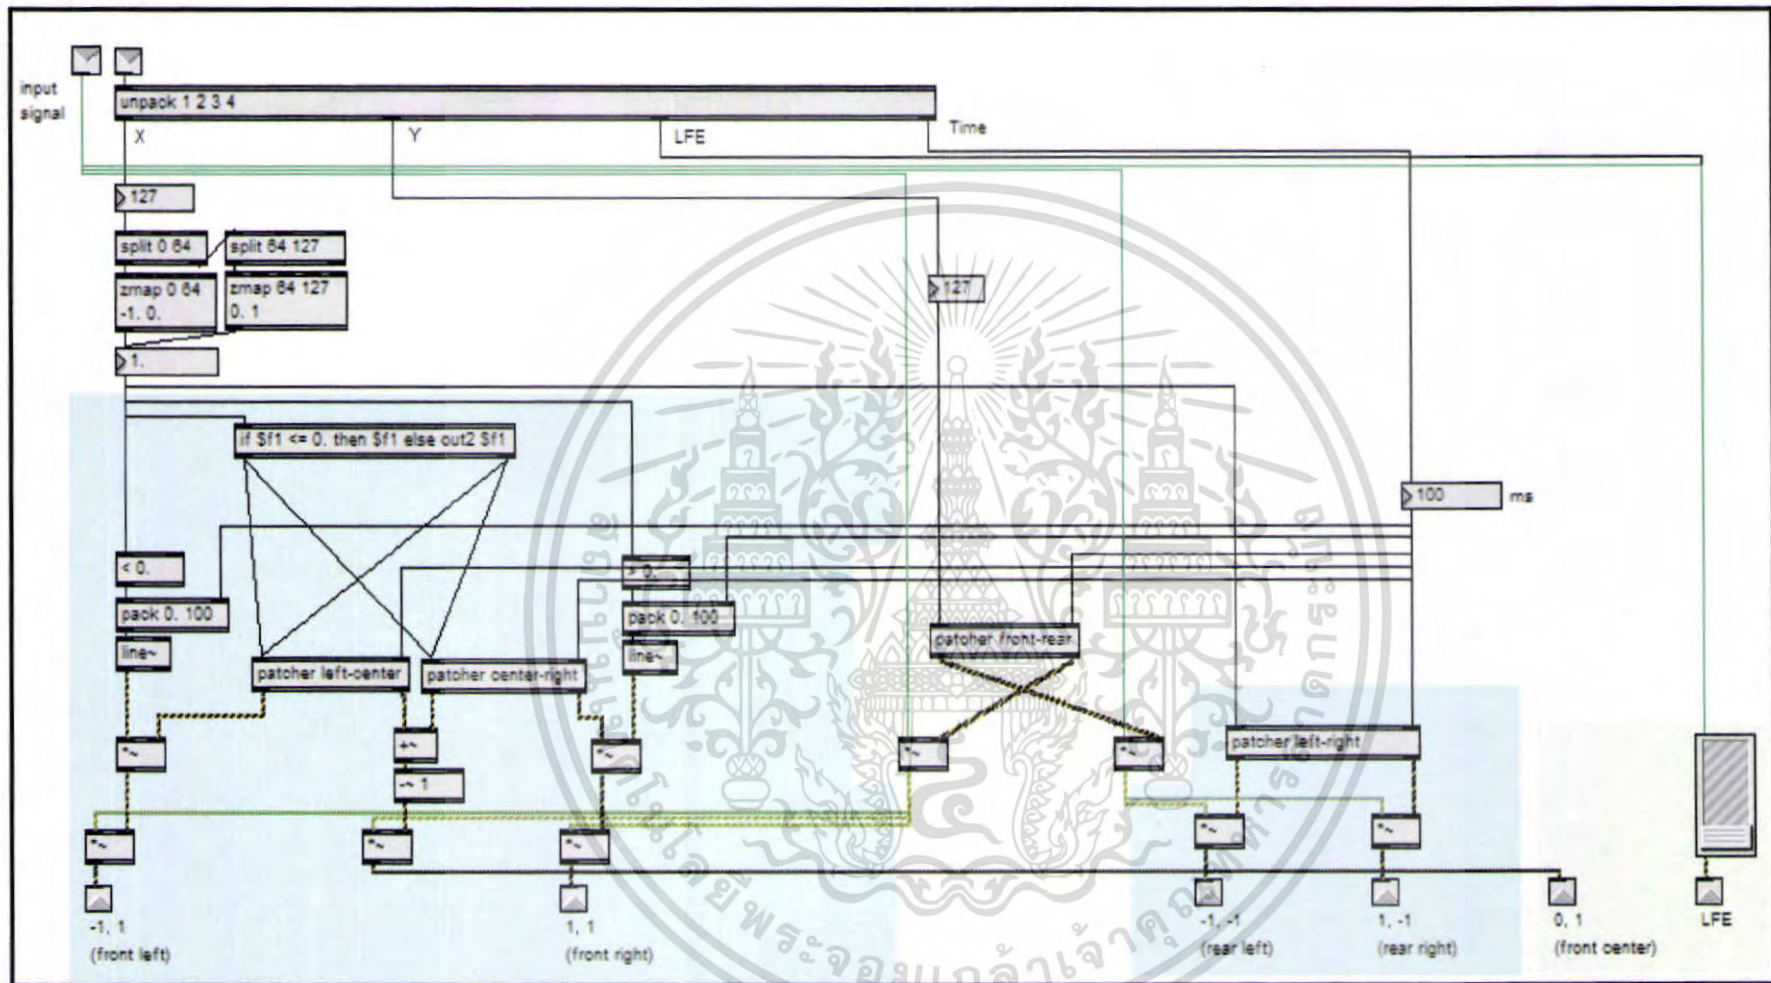 input
signal
unpack 1 2 3 4
X
Y
LFE
Time
127
split 0 64
split 64 127
zmap 0 64
-1. 0.
zmap 64 127
0. 1
1.
127
if $f1 <= 0. then $f1 else out2 $f1
100
ms
< 0.
pack 0. 100
line~
> 0.
pack 0. 100
line~
patcher left-center
patcher center-right
patcher front-rear
patcher left-right
*~
+~
-~ 1
*~
*~
*~
*~
*~
*~
*~
*~
-1, 1
(front left)
1, 1
(front right)
-1, -1
(rear left)
1, -1
(rear right)
0, 1
(front center)
LFE